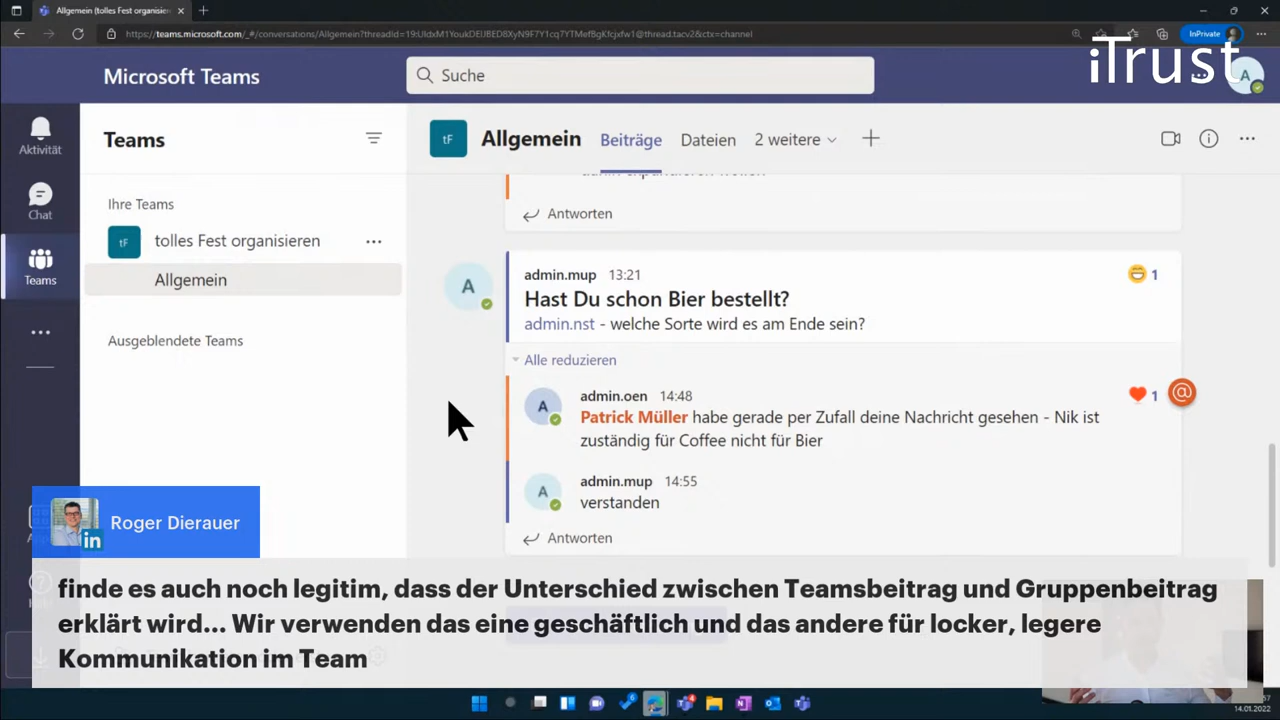 Allgemein (tolles Fest organisier
https://teams.microsoft.com/_#/conversations/Allgemein?threadId=19:UldxM1YoukDEIJBED8XyN9F7Y1cq7YTMefBgKfcjxfw1@thread.tacv2&ctx=channel
InPrivate
iTrust
Microsoft Teams
Suche
A
Aktivität
Chat
Teams
Teams
Ihre Teams
tF
tolles Fest organisieren
Allgemein
Ausgeblendete Teams
tF
Allgemein
Beiträge
Dateien
2 weitere
Antworten
A
admin.mup 13:21
1
Hast Du schon Bier bestellt?
admin.nst - welche Sorte wird es am Ende sein?
Alle reduzieren
A
admin.oen 14:48
1
Patrick Müller habe gerade per Zufall deine Nachricht gesehen - Nik ist
zuständig für Coffee nicht für Bier
A
admin.mup 14:55
verstanden
Antworten
in
Roger Dierauer
finde es auch noch legitim, dass der Unterschied zwischen Teamsbeitrag und Gruppenbeitrag
erklärt wird... Wir verwenden das eine geschäftlich und das andere für locker, legere
Kommunikation im Team
14.01.2022